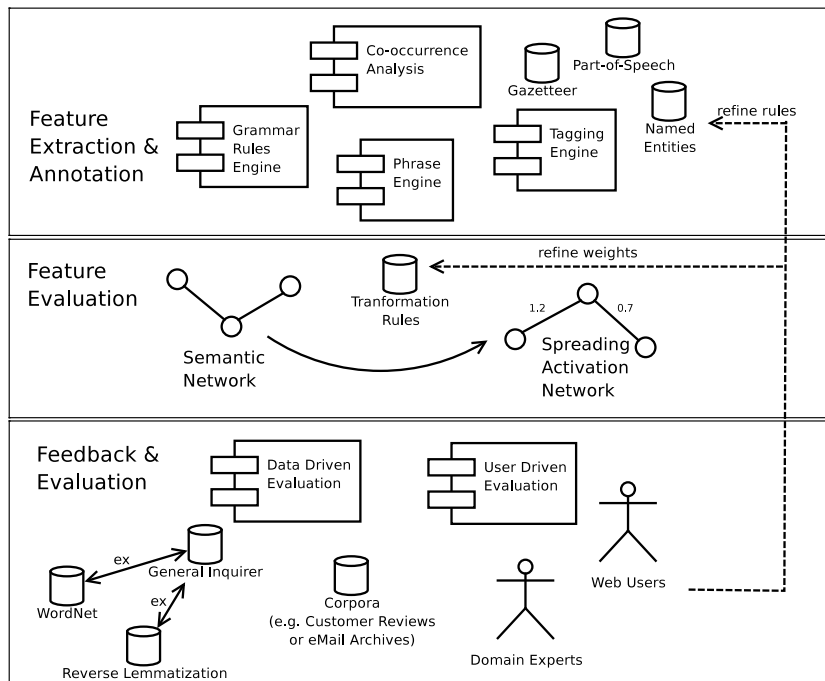 Co-occurrence
Analysis
Part-of-Speech
Gazetteer
Feature
Extraction &
Annotation
Grammar
Rules
Engine
Phrase
Engine
Tagging
Engine
Named
Entities
refine rules
Feature
Evaluation
refine weights
Tranformation
Rules
1.2
0.7
Semantic
Network
Spreading
Activation
Network
Feedback &
Evaluation
Data Driven
Evaluation
User Driven
Evaluation
ex
General Inquirer
WordNet
ex
Reverse Lemmatization
Corpora
(e.g. Customer Reviews
or eMail Archives)
Web Users
Domain Experts